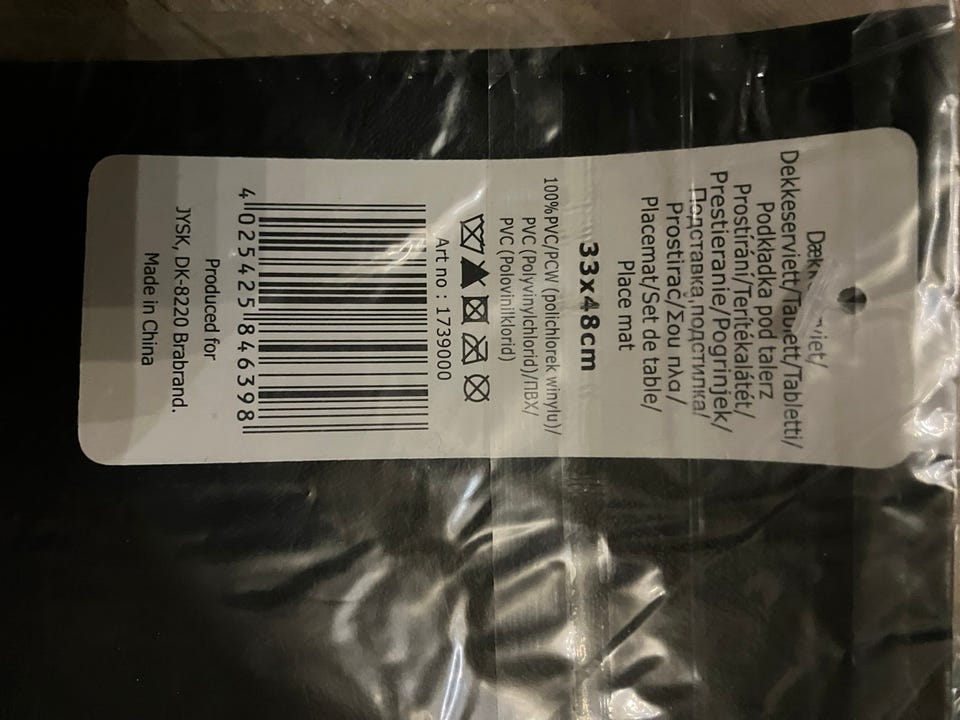 Dekkeserviett/Tablett/Tabletti/
Podkładka pod talerz
Prostírání/Terítékalátét/
Prestieranie/Pogrinjek/
Подставка,подстилка/
Prostirač/Σου πλα/
Placemat/Set de table/
Place mat
33x48cm
100%PVC/PCW (polichlorek winylu)/
PVC (Polyvinylchlorid)/ПВХ/
PVC (Polovinilklorid)
Art no : 1739000
4 025425 846398
Produced for
JYSK, DK-8220 Brabrand.
Made in China